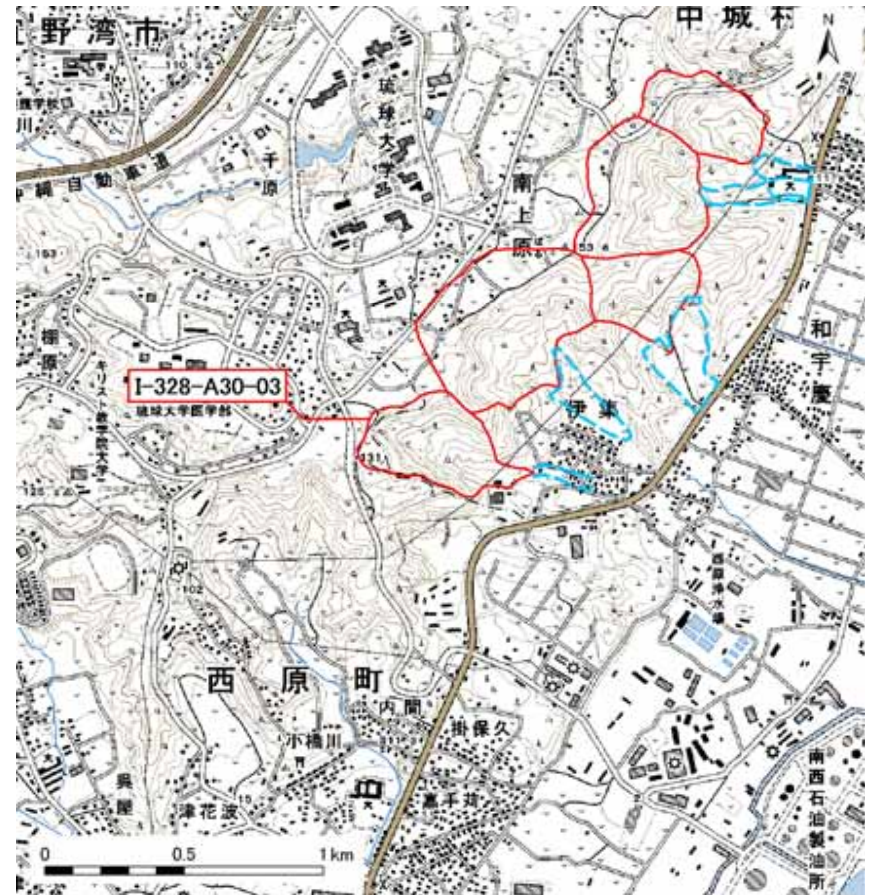 野湾市
中城村
N
110
琉球大学
千原
南上原
沖縄自動車道
153
棚原
キリスト教学院大学
I-328-A30-03
琉球大学医学部
131
伊集
和宇慶
125
102
西原浄水場
西原町
内間
小橋川
掛保久
嘉手苅
呉屋
津花波
15
南西石油製油所
0 0.5 1km